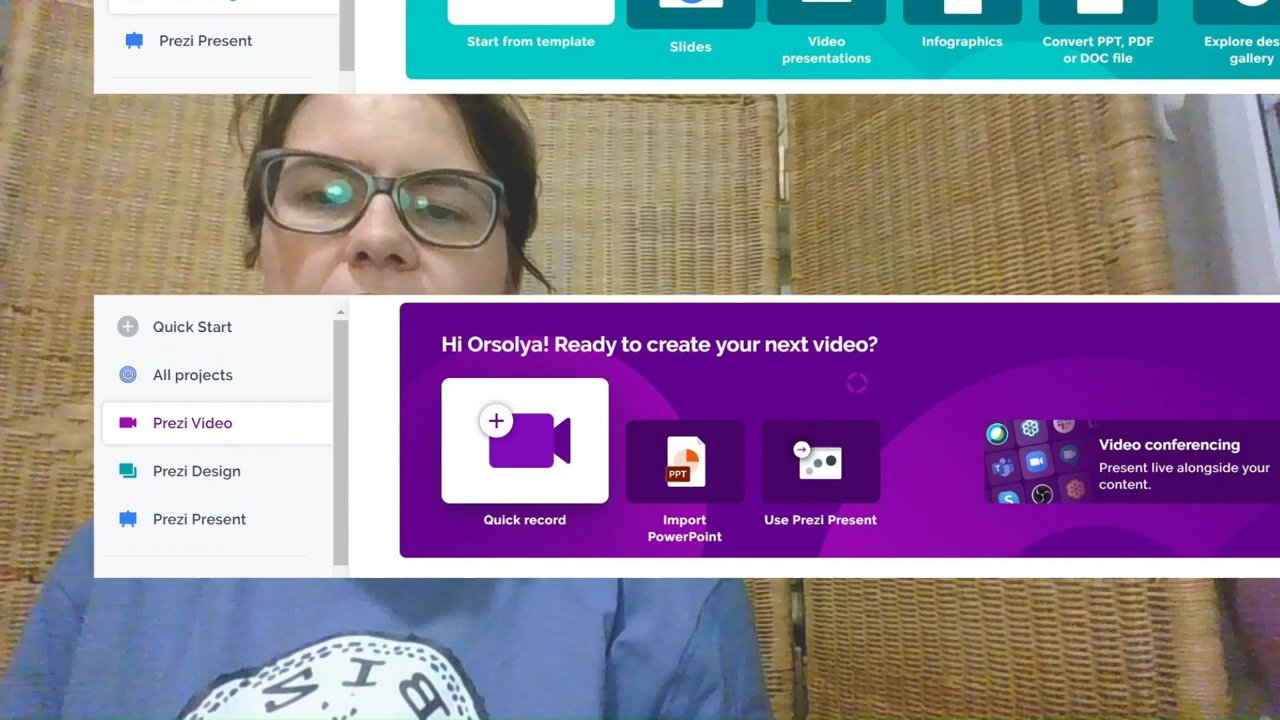 Prezi Present
Start from template
Slides
Video
presentations
Infographics
Convert PPT, PDF
or DOC file
Explore des
gallery
Quick Start
All projects
Prezi Video
Prezi Design
Prezi Present
Hi Orsolya! Ready to create your next video?
Quick record
PPT
Import
PowerPoint
Use Prezi Present
Video conferencing
Present live alongside your
content.